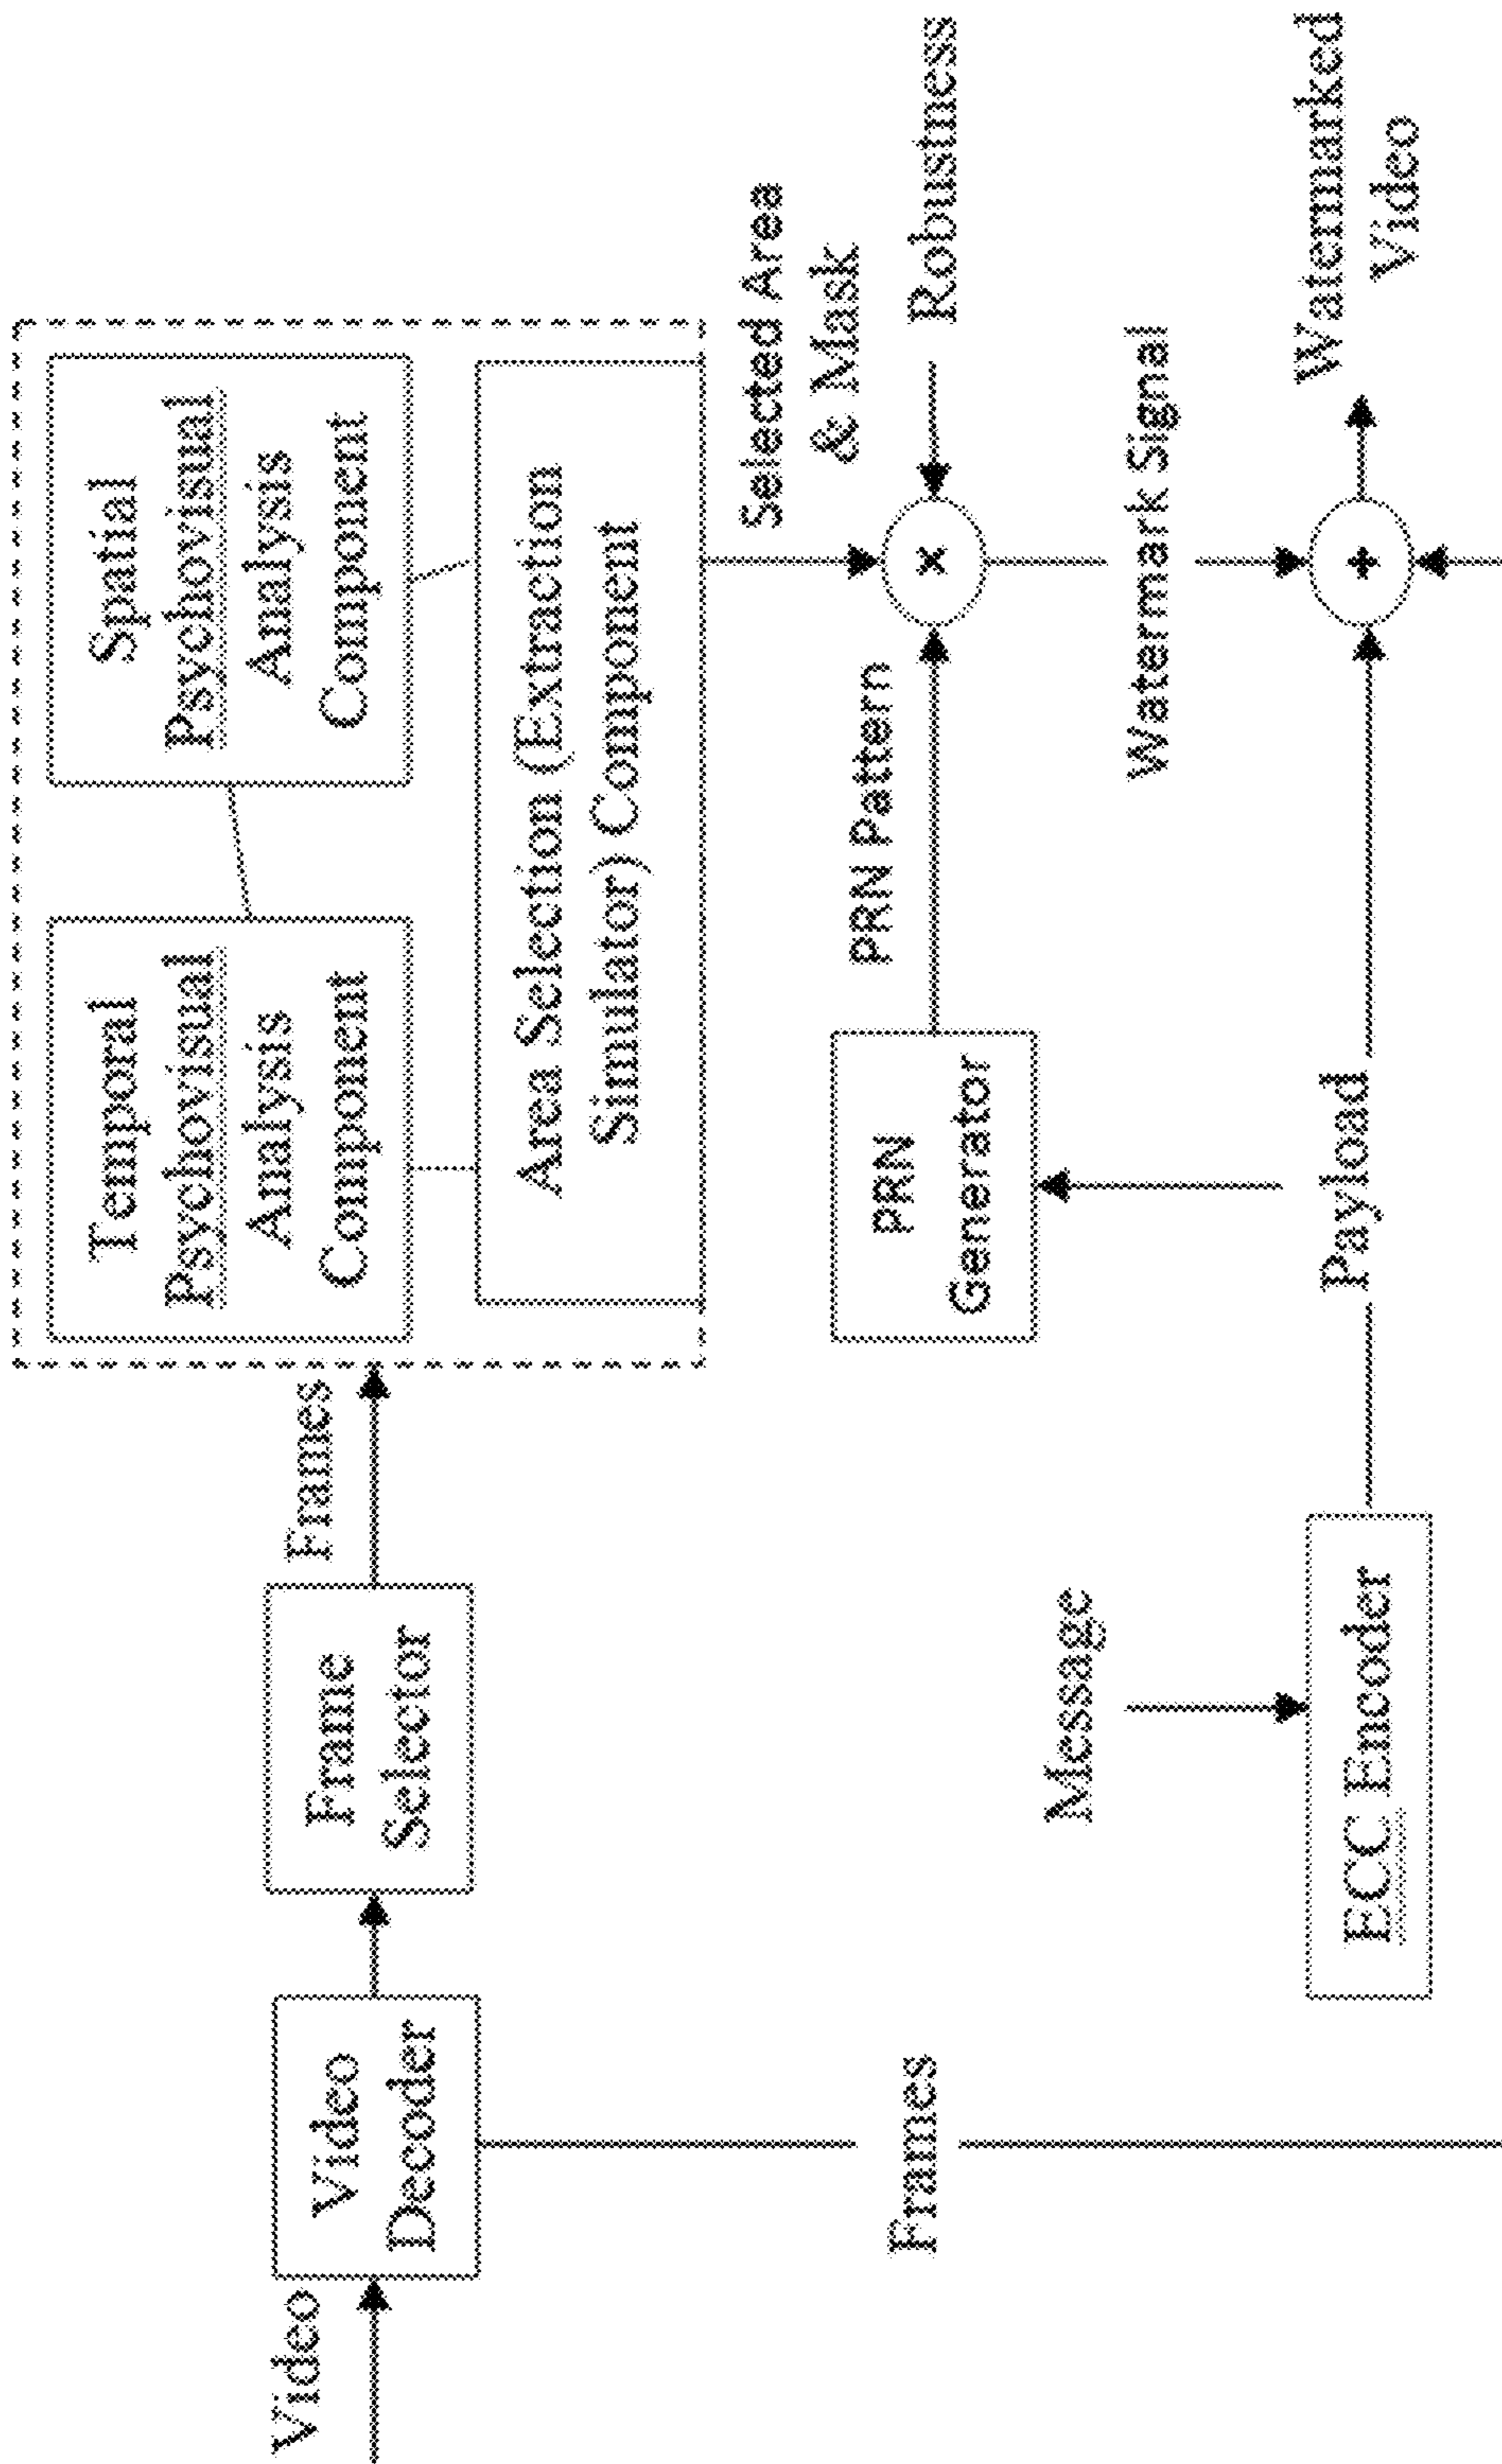 Video
Video
Decoder
Frame
Selector
Frames
Temporal
Psychovisual
Analysis
Component
Spatial
Psychovisual
Analysis
Component
Area Selection (Extraction
Simulator) Component
Selected Area
& Mask
Frames
Message
PRN
Generator
PRN Pattern
Robustness
Watermark Signal
ECC Encoder
Payload
Watermarked
Video
x
+